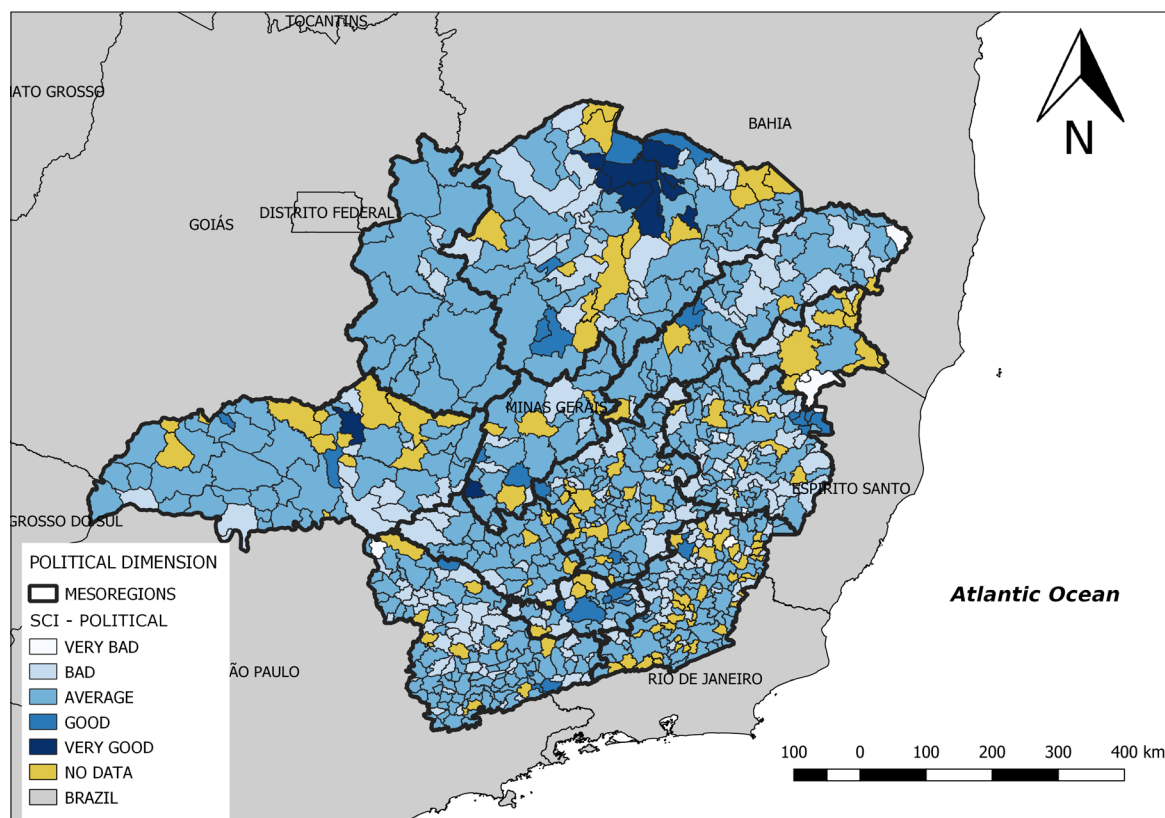 TOCANTINS
ATO GROSSO
BAHIA
N
DISTRITO FEDERAL
GOIÁS
MINAS GERAIS
ESPÍRITO SANTO
GROSSO DO SUL
POLITICAL DIMENSION
MESOREGIONS
SCI - POLITICAL
VERY BAD
BAD
AVERAGE
GOOD
VERY GOOD
NO DATA
BRAZIL
Atlantic Ocean
ÃO PAULO
RIO DE JANEIRO
100 0 100 200 300 400 km